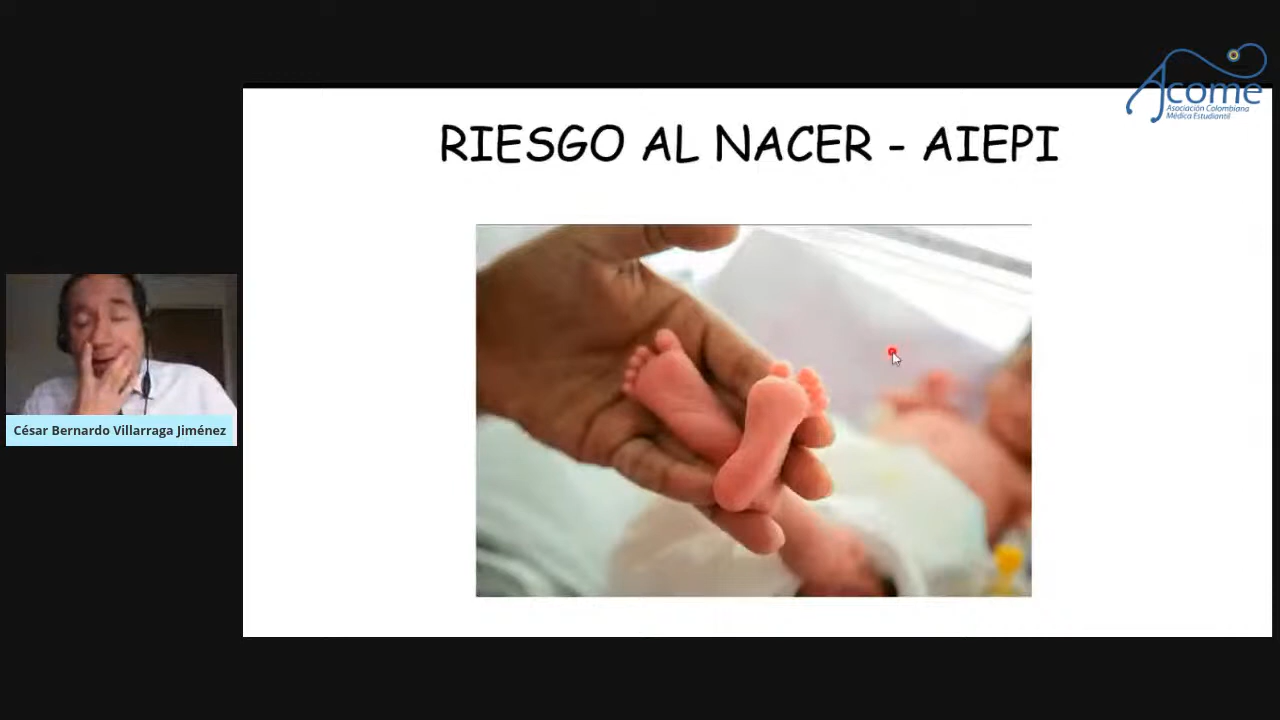 Acome
Asociación Colombiana
Médica Estudiantil
RIESGO AL NACER - AIEPI
César Bernardo Villarraga Jiménez